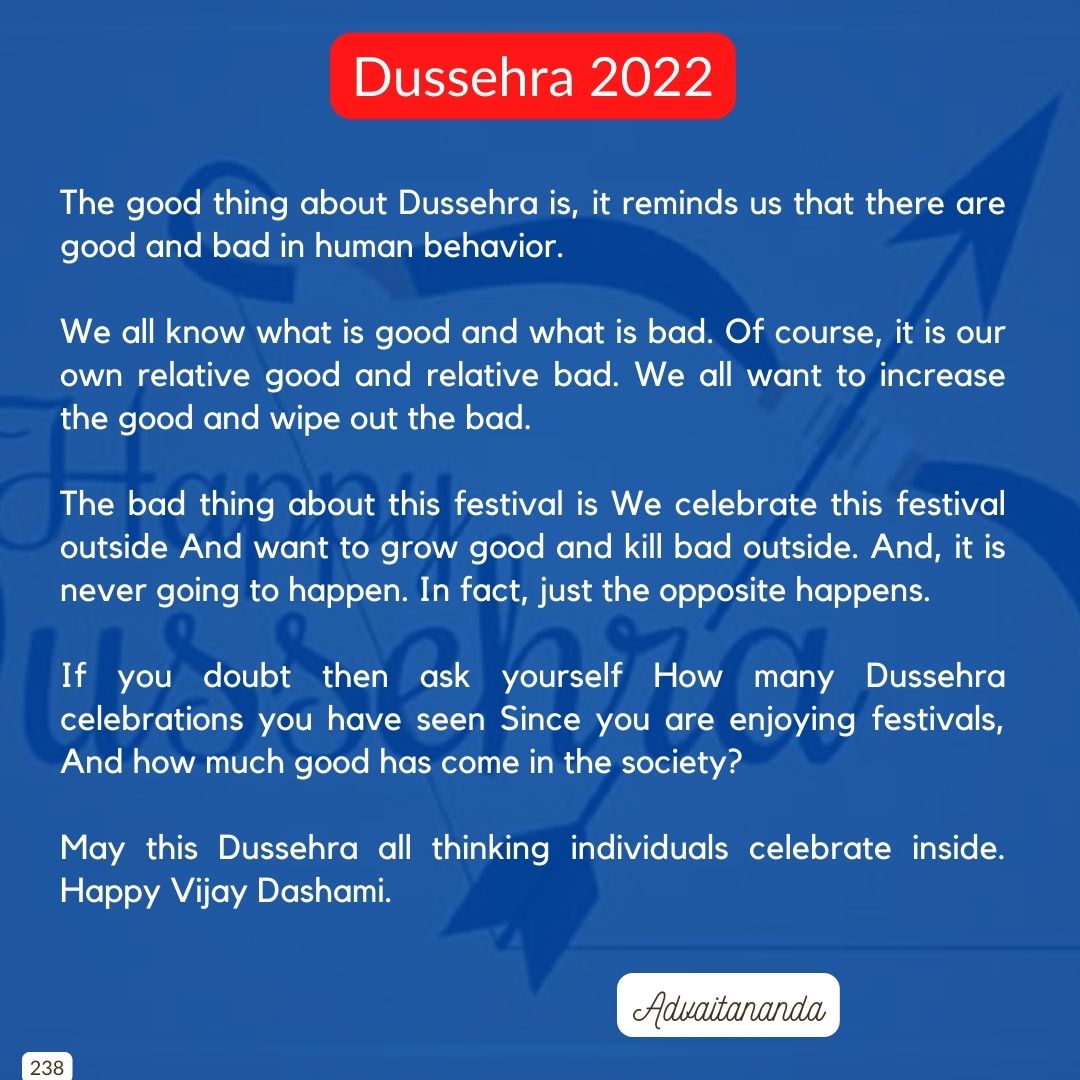 Dussehra 2022
The good thing about Dussehra is, it reminds us that there are
good and bad in human behavior.
We all know what is good and what is bad. Of course, it is our
own relative good and relative bad. We all want to increase
the good and wipe out the bad.
The bad thing about this festival is We celebrate this festival
outside And want to grow good and kill bad outside. And, it is
never going to happen. In fact, just the opposite happens.
If you doubt then ask yourself How many Dussehra
celebrations you have seen Since you are enjoying festivals,
And how much good has come in the society?
May this Dussehra all thinking individuals celebrate inside.
Happy Vijay Dashami.
Happy
Dussehra
Advaitananda
238